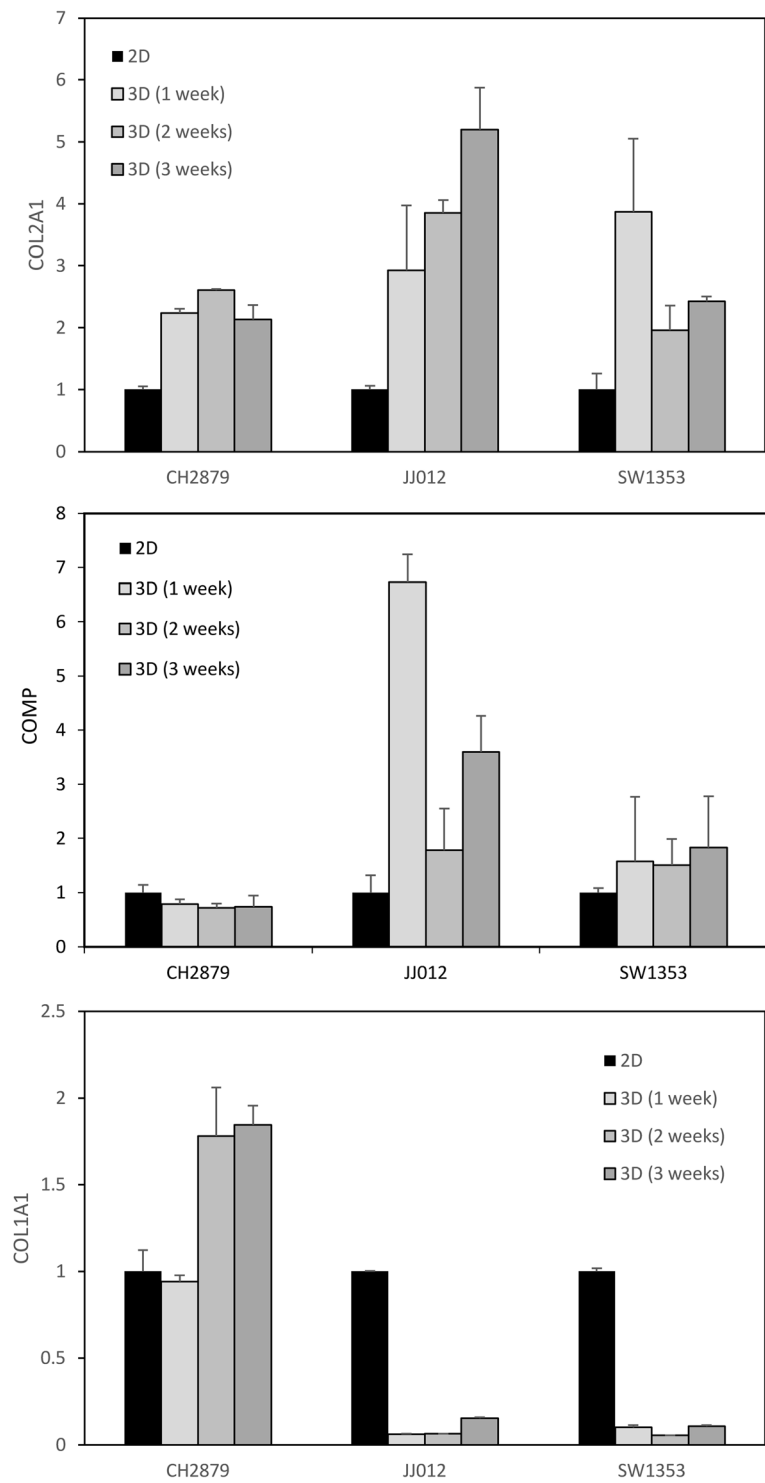 7
6
5
4
3
2
1
0
COL2A1
2D
3D (1 week)
3D (2 weeks)
3D (3 weeks)
CH2879 JJ012 SW1353
8
7
6
5
4
3
2
1
0
COMP
2D
3D (1 week)
3D (2 weeks)
3D (3 weeks)
CH2879 JJ012 SW1353
2.5
2
1.5
1
0.5
0
COL1A1
2D
3D (1 week)
3D (2 weeks)
3D (3 weeks)
CH2879 JJ012 SW1353